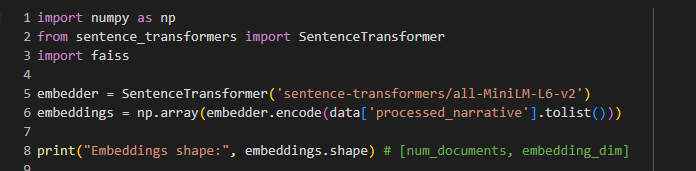 1 import numpy as np
2 from sentence_transformers import SentenceTransformer
3 import faiss
4
5 embedder = SentenceTransformer('sentence-transformers/all-MiniLM-L6-v2')
6 embeddings = np.array(embedder.encode(data['processed_narrative'].tolist()))
7
8 print("Embeddings shape:", embeddings.shape) # [num_documents, embedding_dim]
9